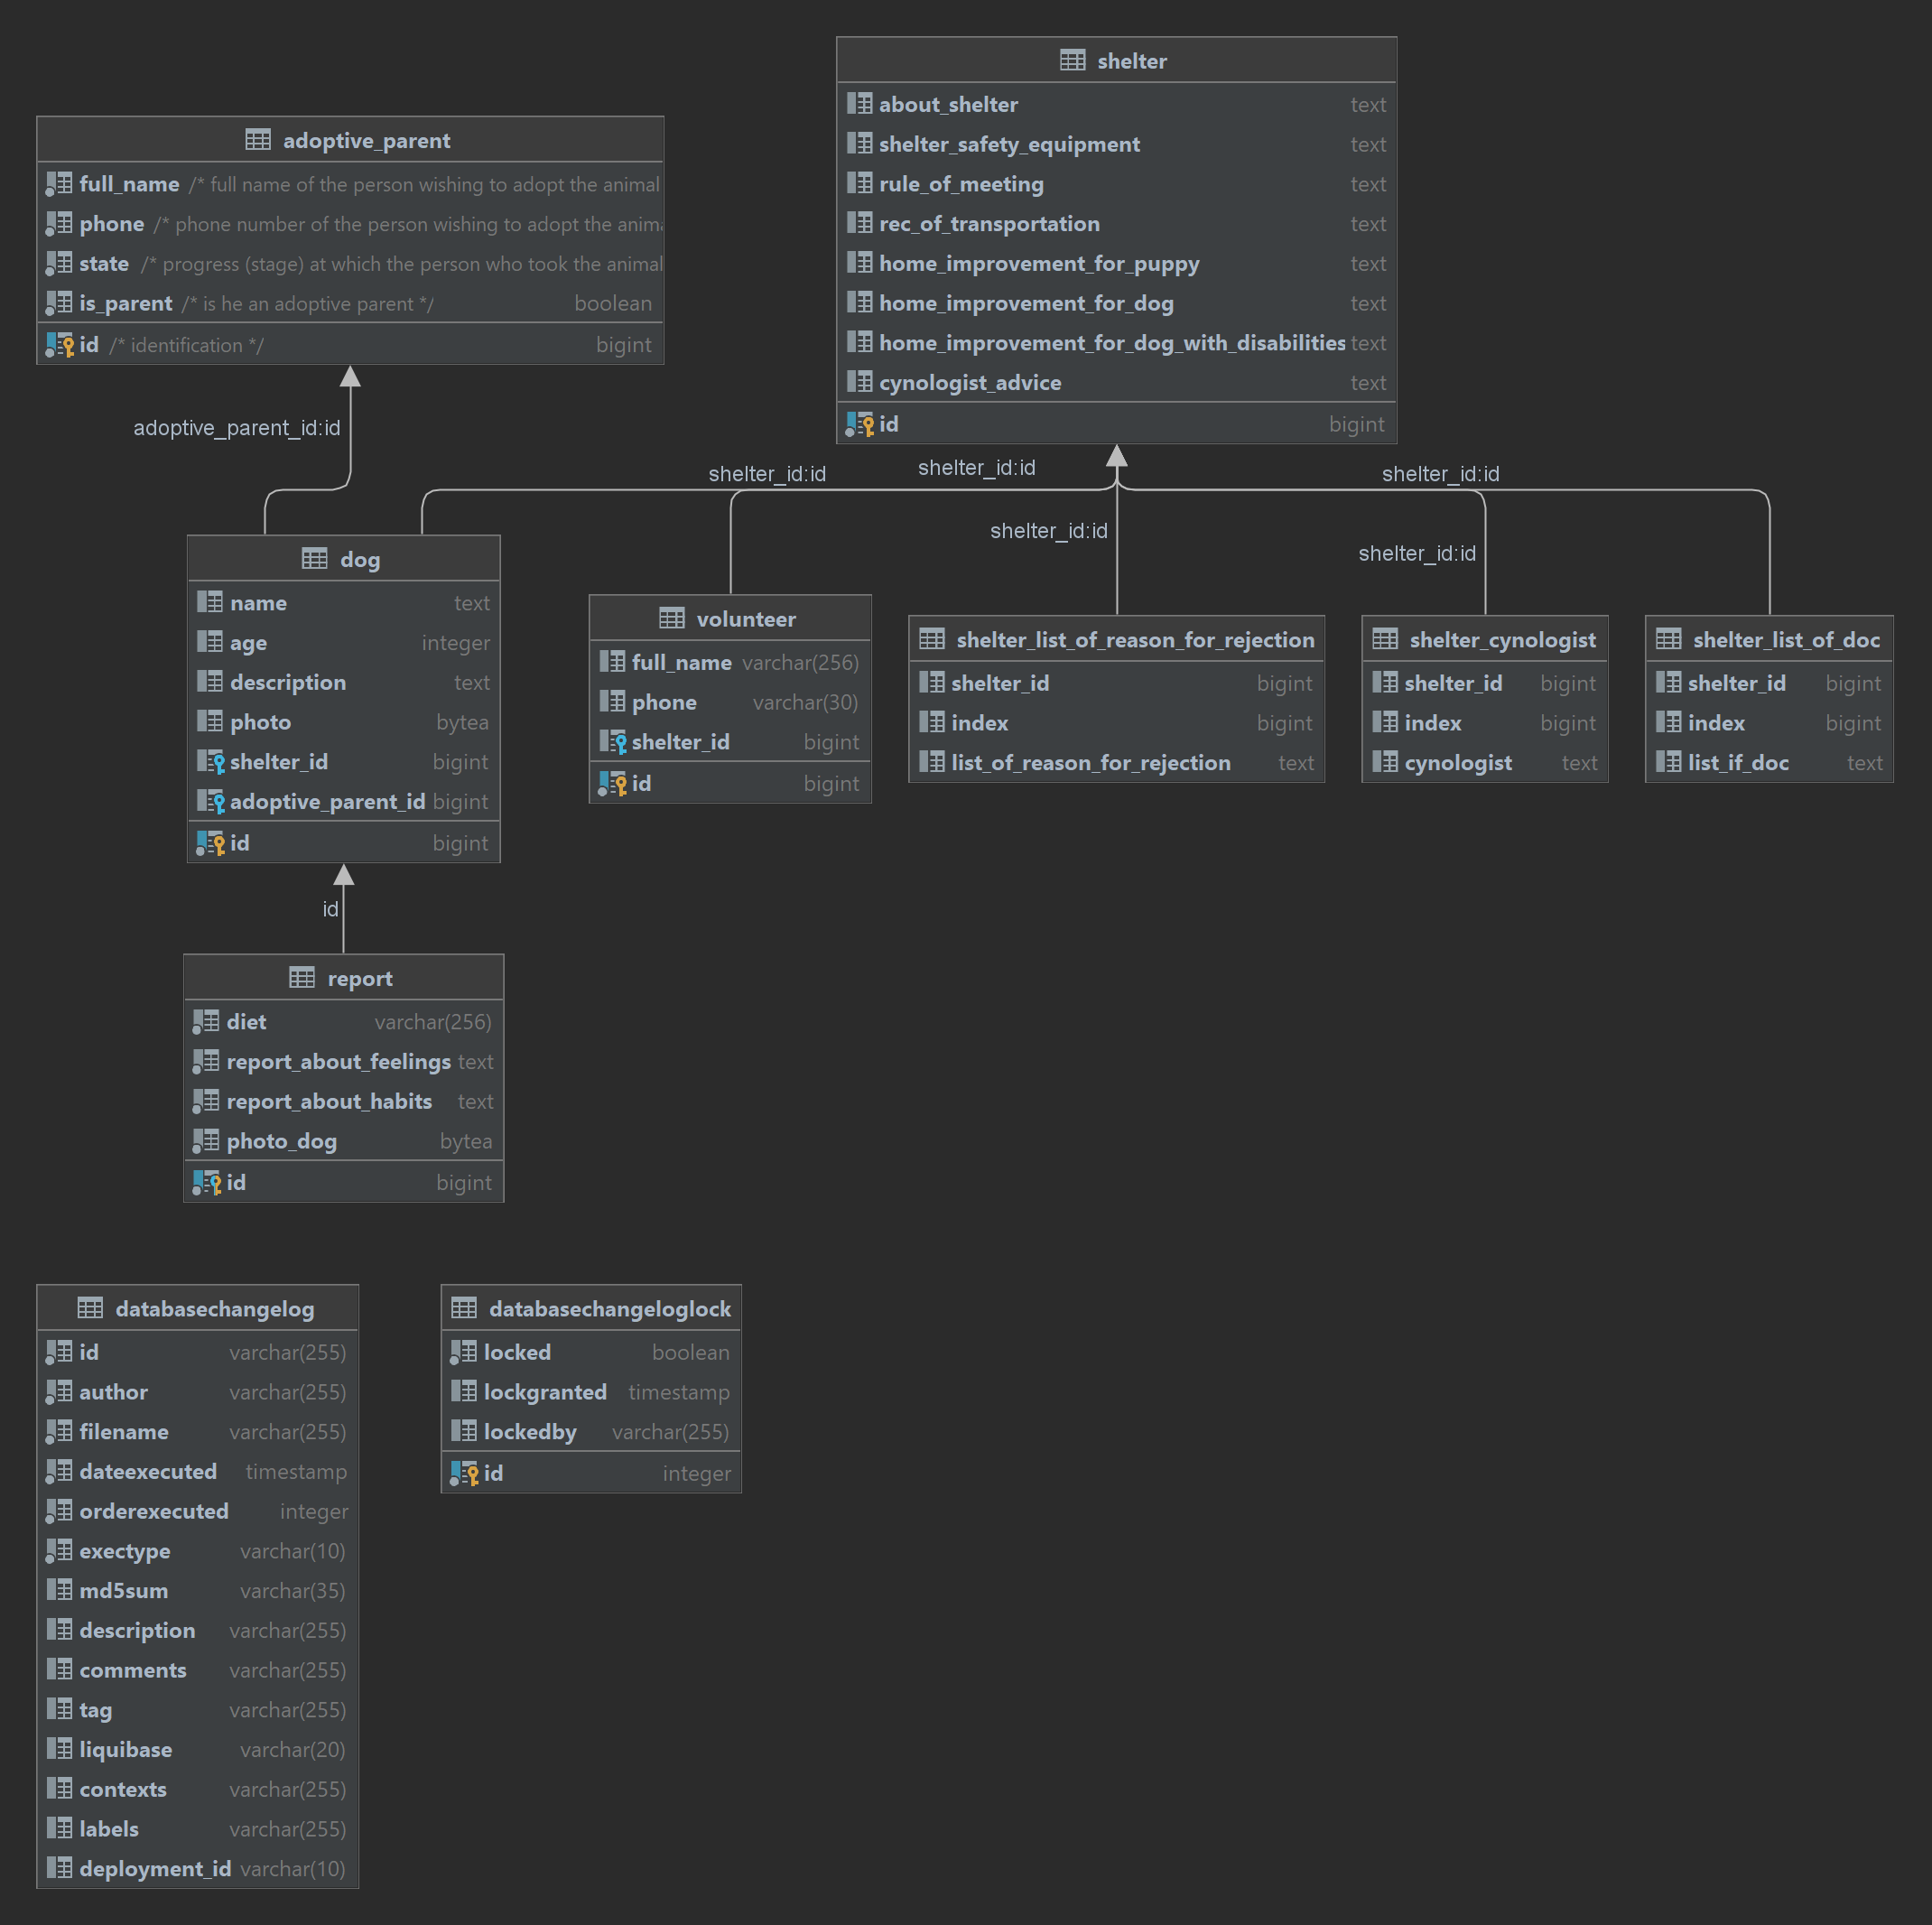 shelter
about_shelter text
shelter_safety_equipment text
rule_of_meeting text
rec_of_transportation text
home_improvement_for_puppy text
home_improvement_for_dog text
home_improvement_for_dog_with_disabilities text
cynologist_advice text
id bigint
adoptive_parent
full_name /* full name of the person wishing to adopt the animal
phone /* phone number of the person wishing to adopt the anima
state /* progress (stage) at which the person who took the animal
is_parent /* is he an adoptive parent */ boolean
id /* identification */ bigint
adoptive_parent_id:id
shelter_id:id
shelter_id:id
shelter_id:id
shelter_id:id
shelter_id:id
dog
name text
age integer
description text
photo bytea
shelter_id bigint
adoptive_parent_id bigint
id bigint
volunteer
full_name varchar(256)
phone varchar(30)
shelter_id bigint
id bigint
shelter_list_of_reason_for_rejection
shelter_id bigint
index bigint
list_of_reason_for_rejection text
shelter_cynologist
shelter_id bigint
index bigint
cynologist text
shelter_list_of_doc
shelter_id bigint
index bigint
list_if_doc text
id
report
diet varchar(256)
report_about_feelings text
report_about_habits text
photo_dog bytea
id bigint
databasechangelog
id varchar(255)
author varchar(255)
filename varchar(255)
dateexecuted timestamp
orderexecuted integer
exectype varchar(10)
md5sum varchar(35)
description varchar(255)
comments varchar(255)
tag varchar(255)
liquibase varchar(20)
contexts varchar(255)
labels varchar(255)
deployment_id varchar(10)
databasechangeloglock
locked boolean
lockgranted timestamp
lockedby varchar(255)
id integer